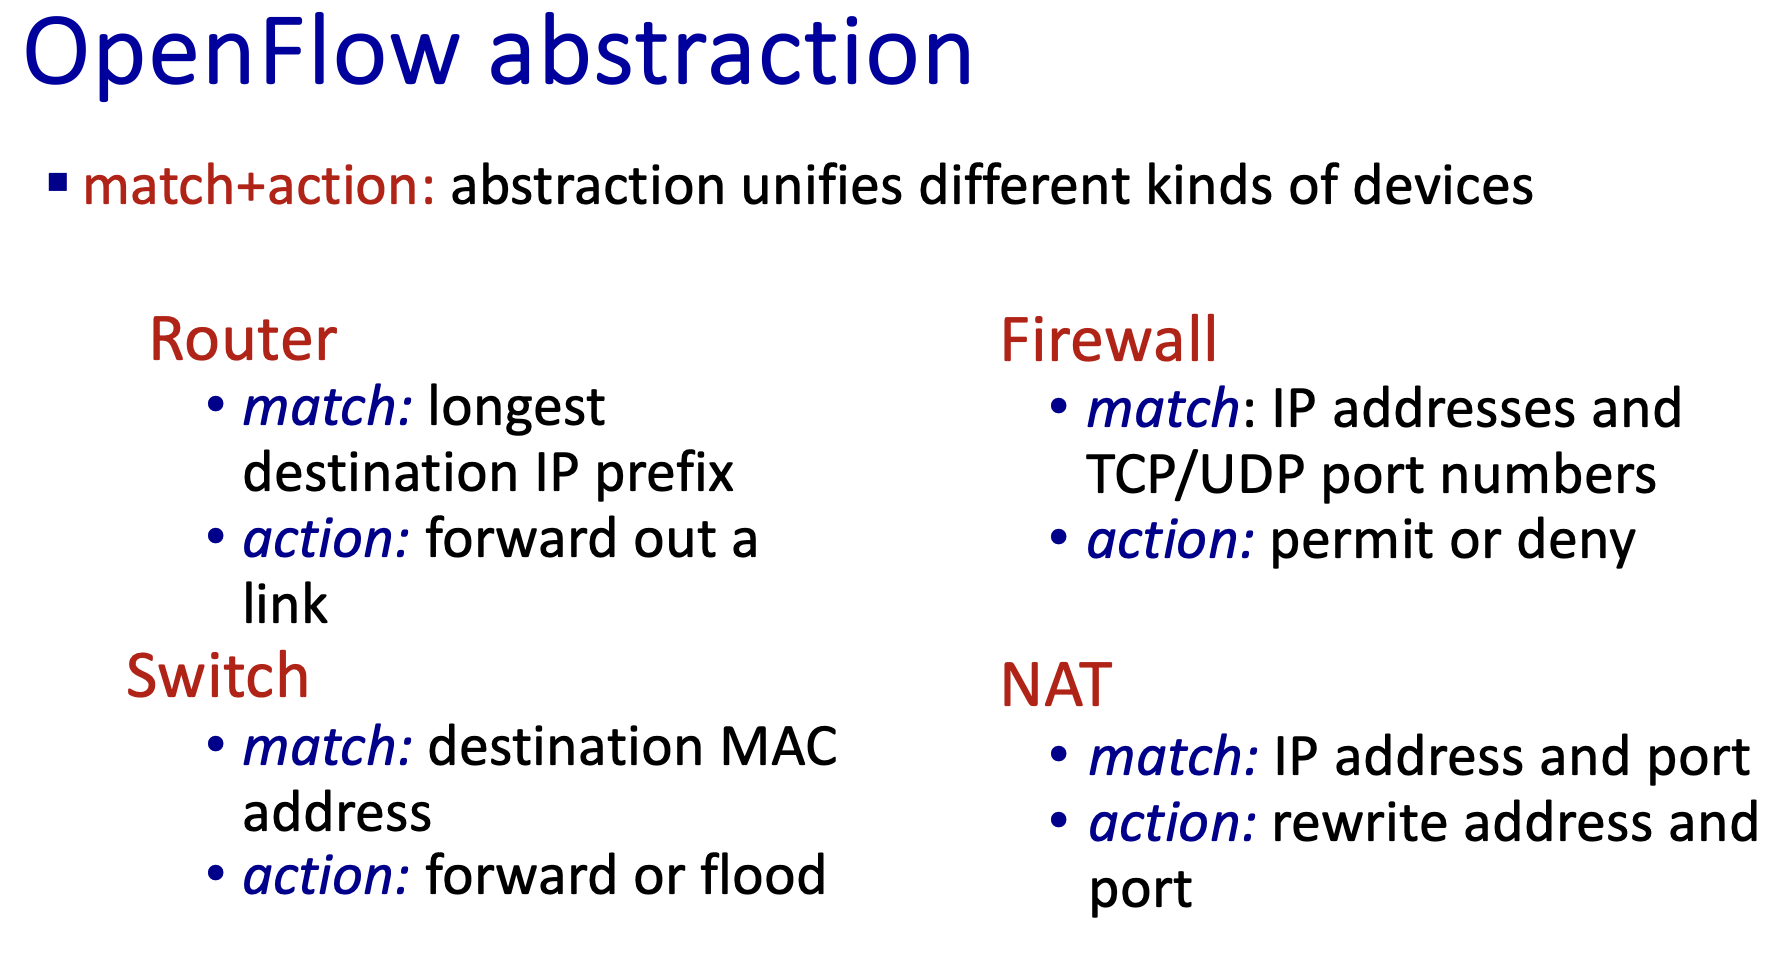 OpenFlow abstraction
▪ match+action: abstraction unifies different kinds of devices
Router
• match: longest
destination IP prefix
• action: forward out a
link
Switch
• match: destination MAC
address
• action: forward or flood
Firewall
• match: IP addresses and
TCP/UDP port numbers
• action: permit or deny
NAT
• match: IP address and port
• action: rewrite address and
port